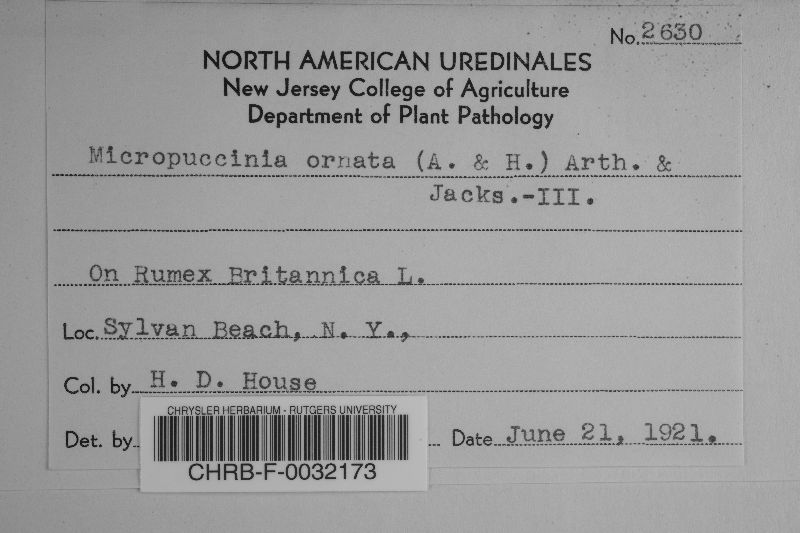 No. 2630
NORTH AMERICAN UREDINALES
New Jersey College of Agriculture
Department of Plant Pathology
Micropuccinia ornata (A. & H.) Arth. &
Jacks.-III.
On Rumex Britannica L.
Loc. Sylvan Beach, N. Y.,
Col. by H. D. House
Det. by
Date June 21, 1921.
CHRYSLER HERBARIUM - RUTGERS UNIVERSITY
CHRB-F-0032173